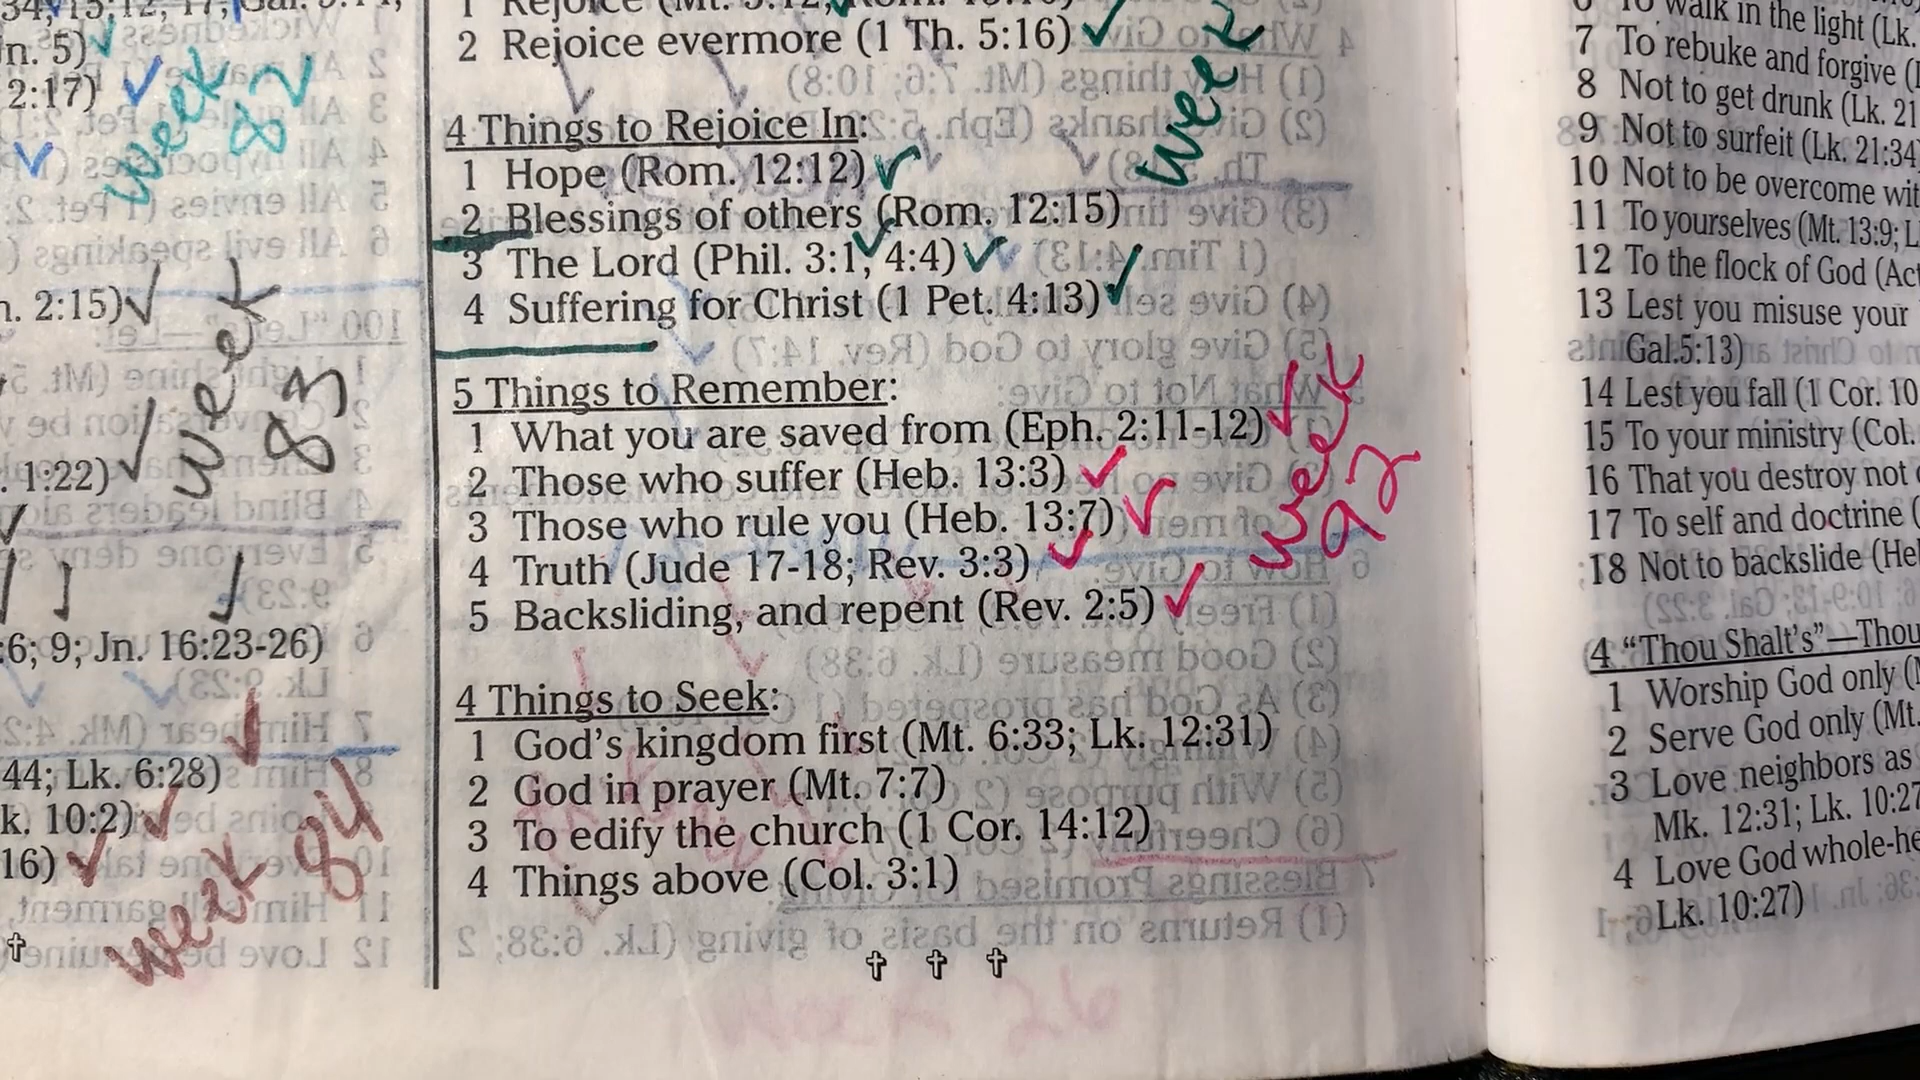 n. 5)
2:17)
week
82
n. 2:15)
week
83
. 1:22)
:6; 9; Jn. 16:23-26)
44; Lk. 6:28)
k. 10:2)
16)
week 84
2 Rejoice evermore (1 Th. 5:16)
week
4 Things to Rejoice In:
1 Hope (Rom. 12:12)
2 Blessings of others (Rom. 12:15)
3 The Lord (Phil. 3:1, 4:4)
4 Suffering for Christ (1 Pet. 4:13)
5 Things to Remember:
1 What you are saved from (Eph. 2:11-12)
2 Those who suffer (Heb. 13:3)
3 Those who rule you (Heb. 13:7)
4 Truth (Jude 17-18; Rev. 3:3)
5 Backsliding, and repent (Rev. 2:5)
week
92
4 Things to Seek:
1 God's kingdom first (Mt. 6:33; Lk. 12:31)
2 God in prayer (Mt. 7:7)
3 To edify the church (1 Cor. 14:12)
4 Things above (Col. 3:1)
6 To walk in the light (Lk.
7 To rebuke and forgive (
8 Not to get drunk (Lk. 21
9 Not to surfeit (Lk. 21:34
10 Not to be overcome wit
11 To yourselves (Mt. 13:9; L
12 To the flock of God (Act
13 Lest you misuse your
Gal.5:13)
14 Lest you fall (1 Cor. 10
15 To your ministry (Col.
16 That you destroy not
17 To self and doctrine (
18 Not to backslide (He
4 "Thou Shalt's"—Thou
1 Worship God only (
2 Serve God only (Mt.
3 Love neighbors as
Mk. 12:31; Lk. 10:27
4 Love God whole-he
Lk. 10:27)